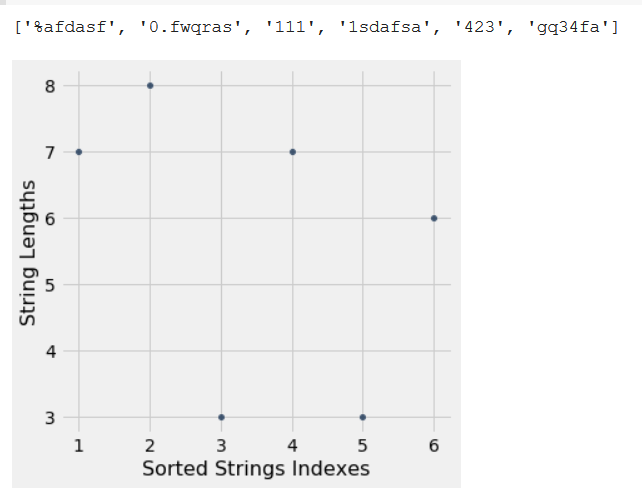 ['%afdasf', '0.fwqras', '111', '1sdafsa', '423', 'gq34fa']
8
7
6
5
4
3
String Lengths
1 2 3 4 5 6
Sorted Strings Indexes